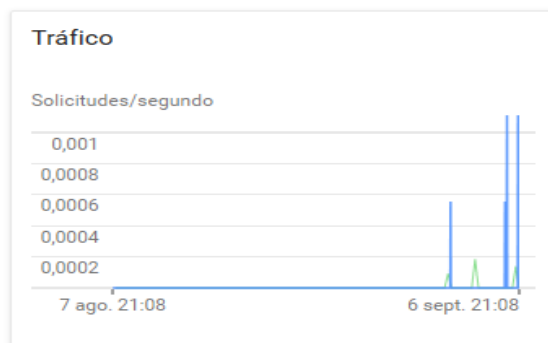 Tráfico
Solicitudes/segundo
0,001
0,0008
0,0006
0,0004
0,0002
7 ago. 21:08 6 sept. 21:08